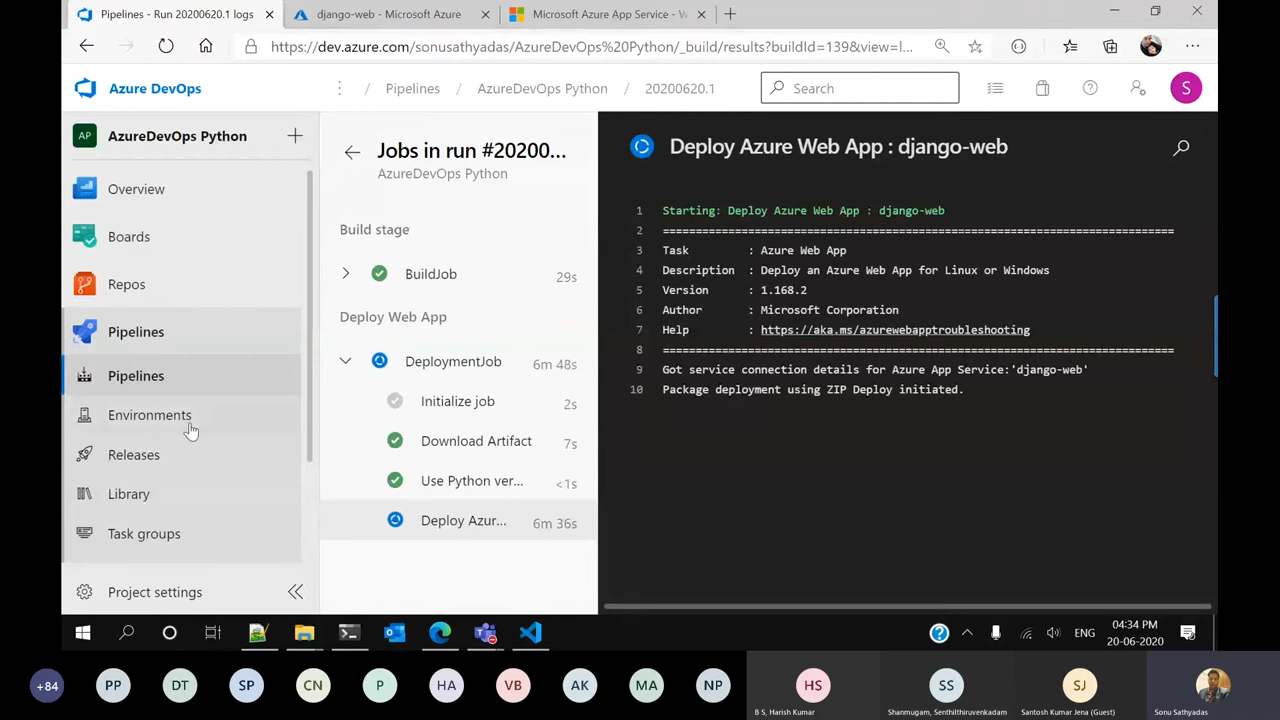 Pipelines - Run 20200620.1 logs
django-web - Microsoft Azure
Microsoft Azure App Service - W
https://dev.azure.com/sonusathyadas/AzureDevOps%20Python/_build/results?buildId=139&view=l...
Azure DevOps
/ Pipelines / AzureDevOps Python / 20200620.1
Search
S
AP AzureDevOps Python
Overview
Boards
Repos
Pipelines
Pipelines
Environments
Releases
Library
Task groups
Project settings
Jobs in run #20200...
AzureDevOps Python
Build stage
BuildJob 29s
Deploy Web App
DeploymentJob 6m 48s
Initialize job 2s
Download Artifact 7s
Use Python ver... <1s
Deploy Azur... 6m 36s
Deploy Azure Web App : django-web
1 Starting: Deploy Azure Web App : django-web
2 ==============================================================================
3 Task : Azure Web App
4 Description : Deploy an Azure Web App for Linux or Windows
5 Version : 1.168.2
6 Author : Microsoft Corporation
7 Help : https://aka.ms/azurewebapptroubleshooting
8 ==============================================================================
9 Got service connection details for Azure App Service:'django-web'
10 Package deployment using ZIP Deploy initiated.
ENG
04:34 PM
20-06-2020
+84 PP DT SP CN P HA VB AK MA NP HS SS SJ
B S, Harish Kumar
Shanmugam, Senthilthiruvenkadam
Santosh Kumar Jena (Guest)
Sonu Sathyadas